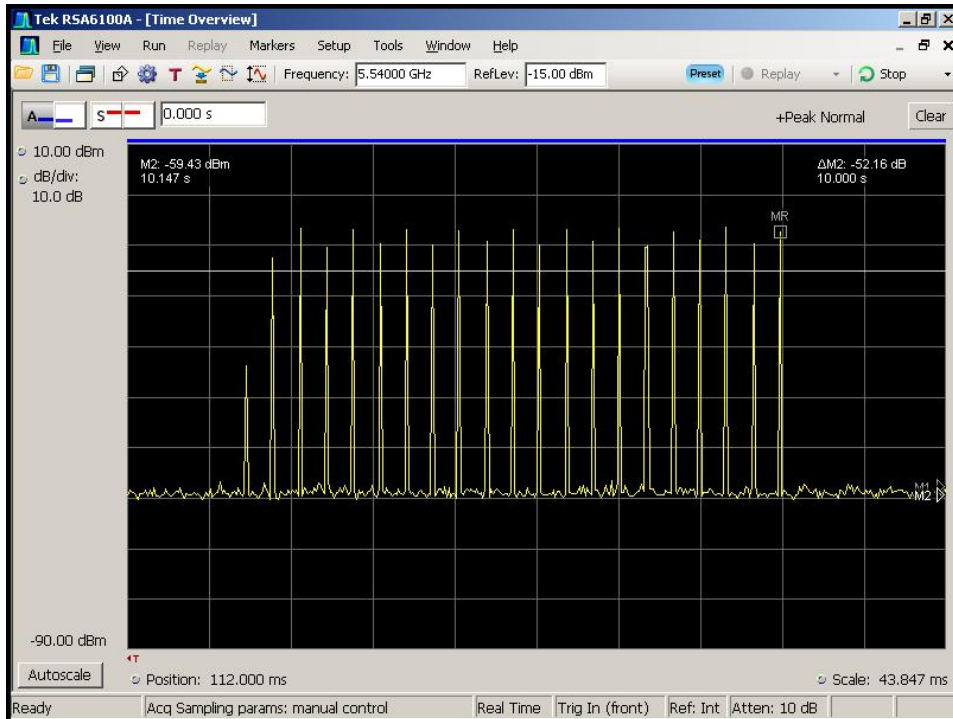 Tek RSA6100A - [Time Overview]
File View Run Replay Markers Setup Tools Window Help
T Frequency: 5.54000 GHz RefLev: -15.00 dBm Preset Replay Stop
A S 0.000 s +Peak Normal Clear
10.00 dBm
dB/div:
10.0 dB
M2: -59.43 dBm
10.147 s
ΔM2: -52.16 dB
10.000 s
MR
M1
M2
-90.00 dBm
T
Autoscale Position: 112.000 ms Scale: 43.847 ms
Ready Acq Sampling params: manual control Real Time Trig In (front) Ref: Int Atten: 10 dB